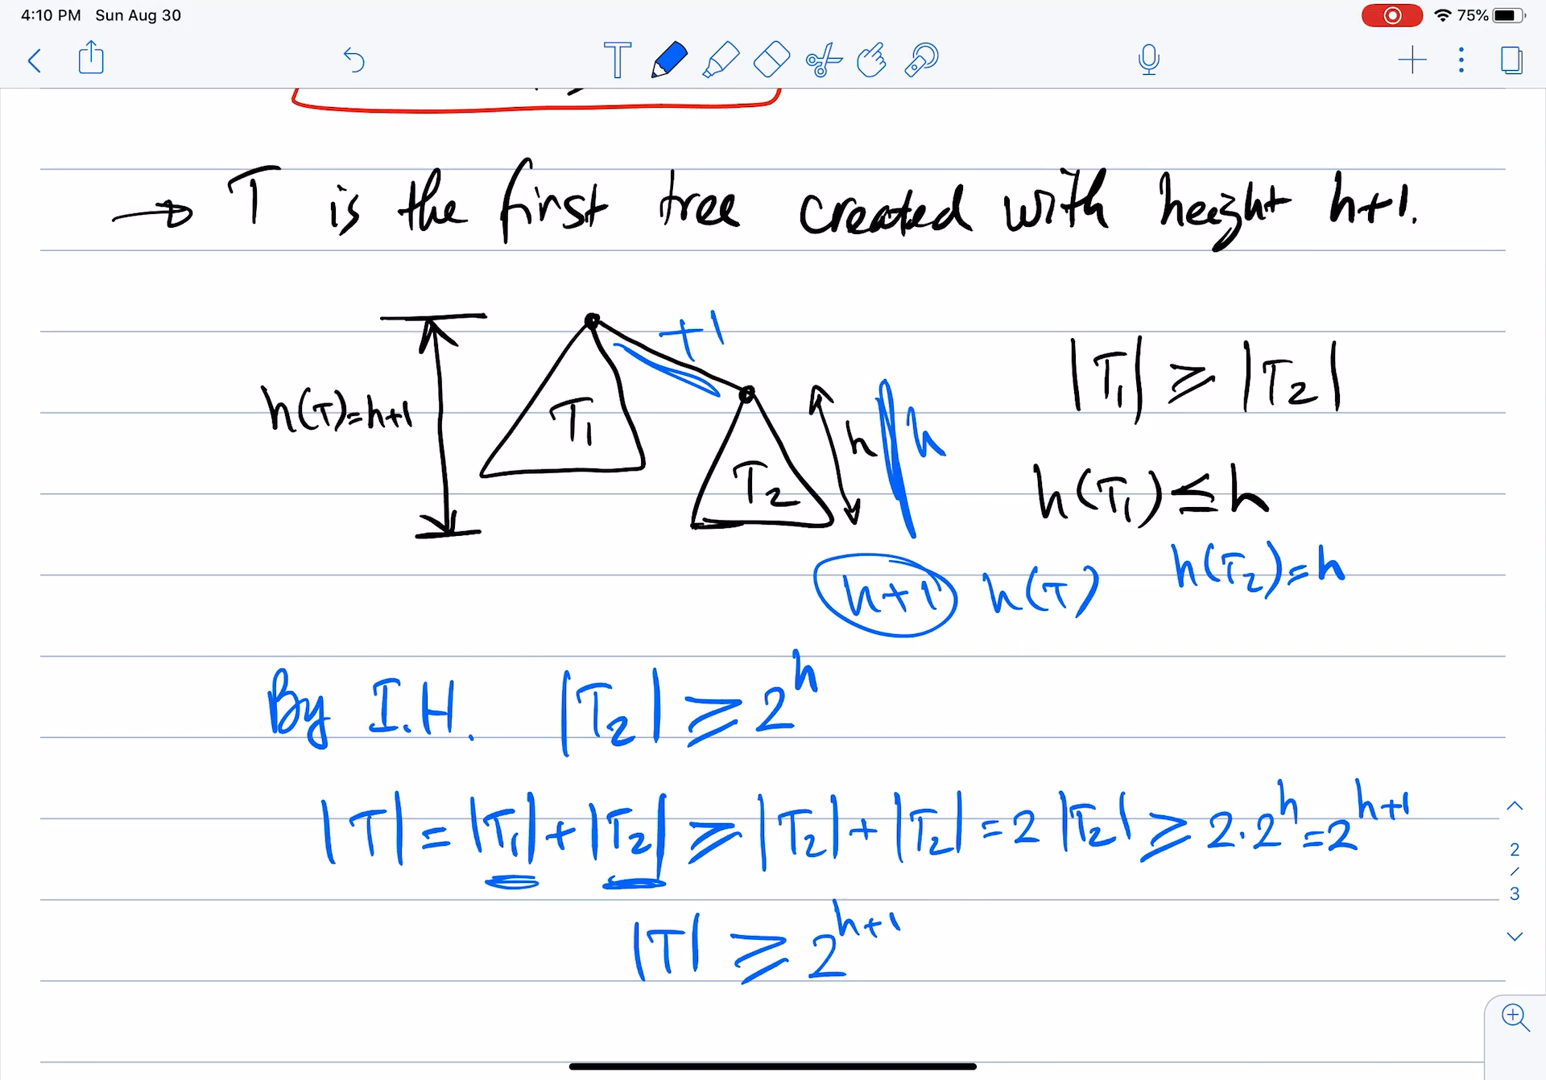 4:10 PM Sun Aug 30 75%
T
→ T is the first tree created with height h+1.
+1
h(T)=h+1
T₁
T₂
h
h
|T₁| ≥ |T₂|
h(T₁) ≤ h
h(T₂)=h
h+1 h(T)
By I.H. |T₂| ≥ 2^h
|T| = |T₁| + |T₂| ≥ |T₂| + |T₂| = 2 |T₂| ≥ 2·2^h = 2^{h+1}
|T| ≥ 2^{h+1}
2
/
3